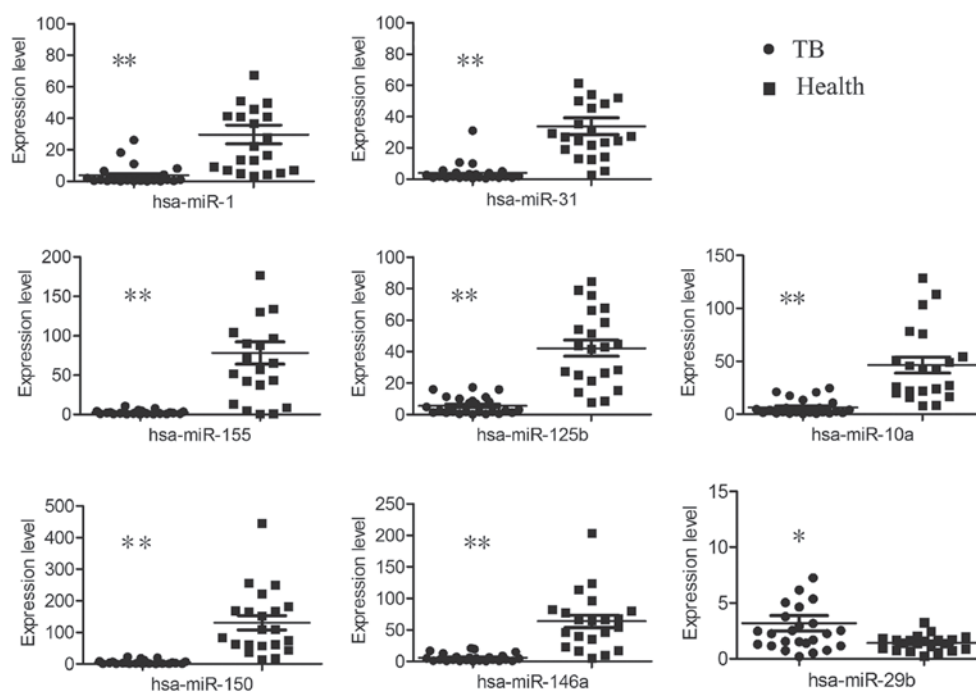 Expression level
100
80
60
40
20
0
**
hsa-miR-1
Expression level
100
80
60
40
20
0
**
hsa-miR-31
TB
Health
Expression level
200
150
100
50
0
**
hsa-miR-155
Expression level
100
80
60
40
20
0
**
hsa-miR-125b
Expression level
150
100
50
0
**
hsa-miR-10a
Expression level
500
400
300
200
100
0
**
hsa-miR-150
Expression level
250
200
150
100
50
0
**
hsa-miR-146a
Expression level
15
10
5
0
*
hsa-miR-29b